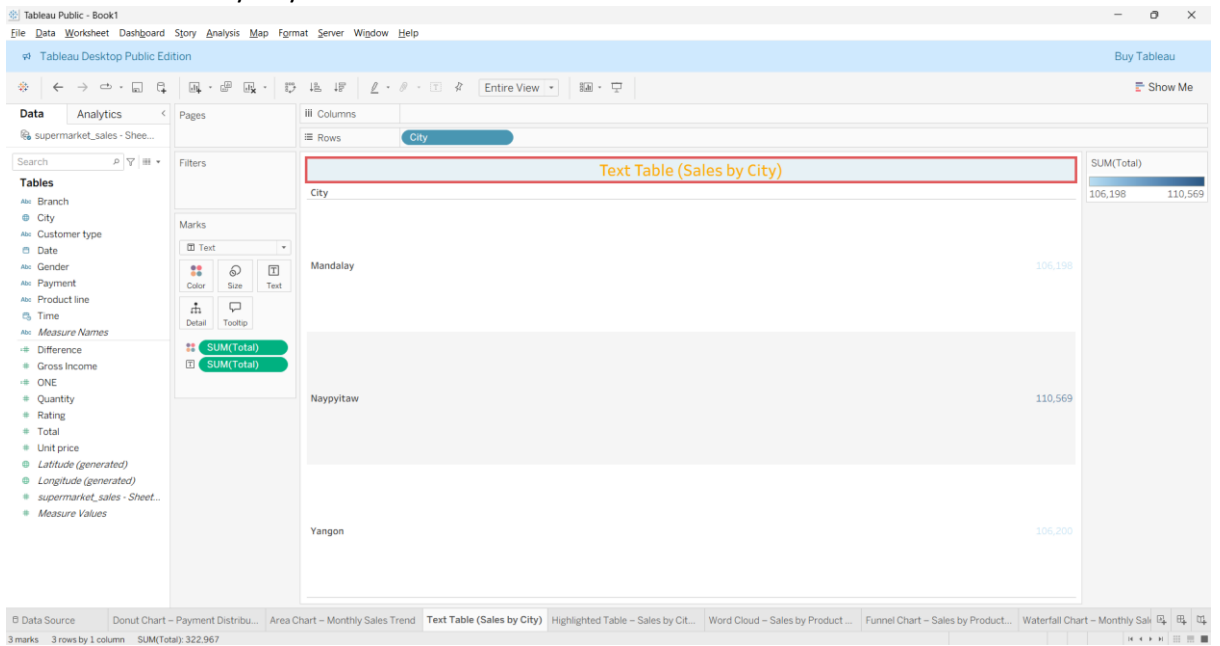 Tableau Public - Book1
File Data Worksheet Dashboard Story Analysis Map Format Server Window Help
Tableau Desktop Public Edition
Buy Tableau
Entire View
Show Me
Data Analytics
supermarket_sales - Shee...
Search
Tables
Abc Branch
City
Abc Customer type
Date
Abc Gender
Abc Payment
Abc Product line
Time
Abc Measure Names
Difference
Gross Income
ONE
Quantity
Rating
Total
Unit price
Latitude (generated)
Longitude (generated)
supermarket_sales - Sheet...
Measure Values
Pages
Filters
Marks
Text
Color Size Text
Detail Tooltip
SUM(Total)
SUM(Total)
Columns
Rows City
Text Table (Sales by City)
City
Mandalay 106,198
Naypyitaw 110,569
Yangon 106,200
SUM(Total)
106,198 110,569
Data Source Donut Chart – Payment Distribu... Area Chart – Monthly Sales Trend Text Table (Sales by City) Highlighted Table – Sales by Cit... Word Cloud – Sales by Product ... Funnel Chart – Sales by Product... Waterfall Chart – Monthly Sale
3 marks 3 rows by 1 column SUM(Total): 322,967